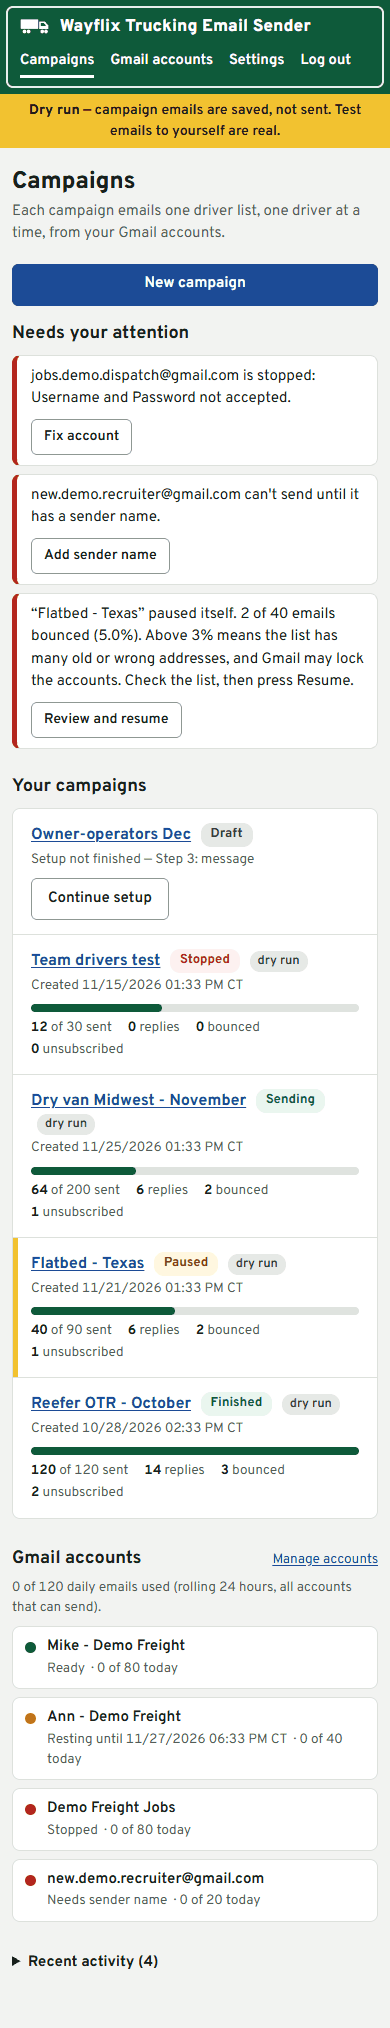 Wayflix Trucking Email Sender
Campaigns Gmail accounts Settings Log out
Dry run — campaign emails are saved, not sent. Test
emails to yourself are real.
Campaigns
Each campaign emails one driver list, one driver at a
time, from your Gmail accounts.
New campaign
Needs your attention
jobs.demo.dispatch@gmail.com is stopped:
Username and Password not accepted.
Fix account
new.demo.recruiter@gmail.com can't send until it
has a sender name.
Add sender name
“Flatbed - Texas” paused itself. 2 of 40 emails
bounced (5.0%). Above 3% means the list has
many old or wrong addresses, and Gmail may lock
the accounts. Check the list, then press Resume.
Review and resume
Your campaigns
Owner-operators Dec Draft
Setup not finished — Step 3: message
Continue setup
Team drivers test Stopped dry run
Created 11/15/2026 01:33 PM CT
12 of 30 sent 0 replies 0 bounced
0 unsubscribed
Dry van Midwest - November Sending
dry run
Created 11/25/2026 01:33 PM CT
64 of 200 sent 6 replies 2 bounced
1 unsubscribed
Flatbed - Texas Paused dry run
Created 11/21/2026 01:33 PM CT
40 of 90 sent 6 replies 2 bounced
1 unsubscribed
Reefer OTR - October Finished dry run
Created 10/28/2026 02:33 PM CT
120 of 120 sent 14 replies 3 bounced
2 unsubscribed
Gmail accounts Manage accounts
0 of 120 daily emails used (rolling 24 hours, all accounts
that can send).
Mike - Demo Freight
Ready · 0 of 80 today
Ann - Demo Freight
Resting until 11/27/2026 06:33 PM CT · 0 of 40
today
Demo Freight Jobs
Stopped · 0 of 80 today
new.demo.recruiter@gmail.com
Needs sender name · 0 of 20 today
Recent activity (4)